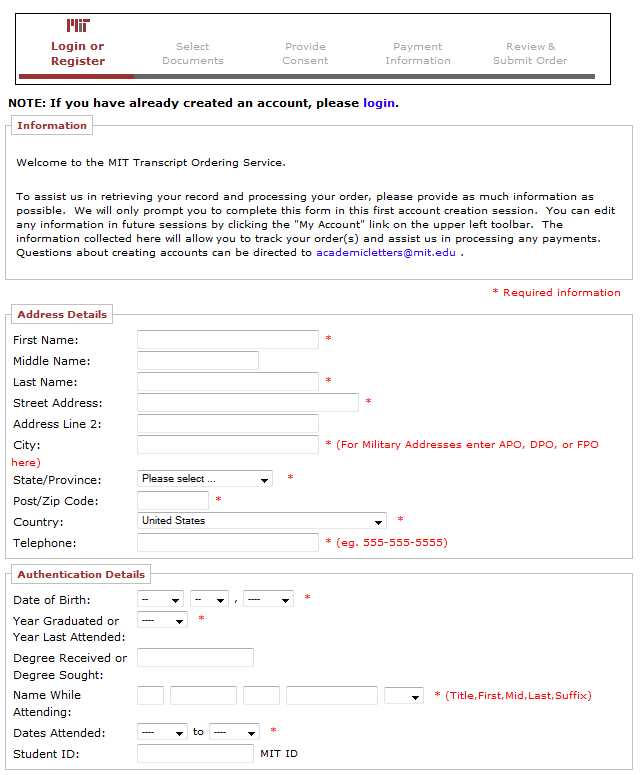 MIT
Login or Register
Select Documents
Provide Consent
Payment Information
Review & Submit Order
NOTE: If you have already created an account, please login.
Information
Welcome to the MIT Transcript Ordering Service.
To assist us in retrieving your record and processing your order, please provide as much information as
possible.  We will only prompt you to complete this form in this first account creation session.  You can edit
any information in future sessions by clicking the "My Account" link on the upper left toolbar.  The
information collected here will allow you to track your order(s) and assist us in processing any payments.
Questions about creating accounts can be directed to academicletters@mit.edu .
* Required information
Address Details
First Name: *
Middle Name:
Last Name: *
Street Address: *
Address Line 2:
City: * (For Military Addresses enter APO, DPO, or FPO
here)
State/Province: Please select ... *
Post/Zip Code: *
Country: United States *
Telephone: * (eg. 555-555-5555)
Authentication Details
Date of Birth: -- -- , ---- *
Year Graduated or ---- *
Year Last Attended:
Degree Received or
Degree Sought:
Name While * (Title,First,Mid,Last,Suffix)
Attending:
Dates Attended: ---- to ---- *
Student ID: MIT ID